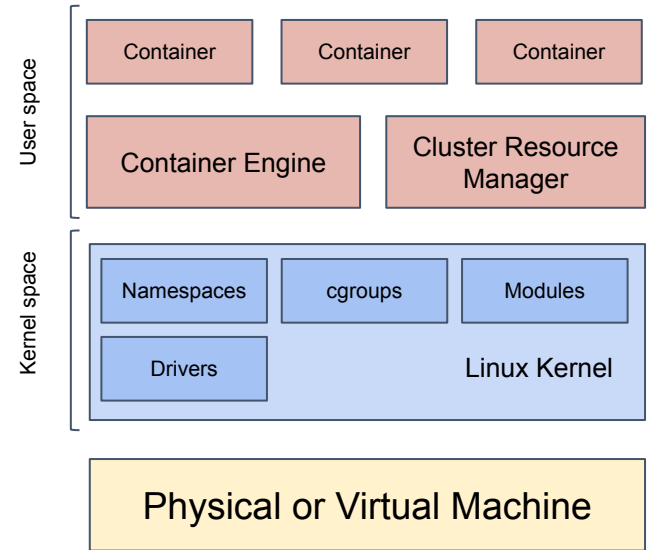 User space
Container
Container
Container
Container Engine
Cluster Resource
Manager
Kernel space
Namespaces
cgroups
Modules
Drivers
Linux Kernel
Physical or Virtual Machine